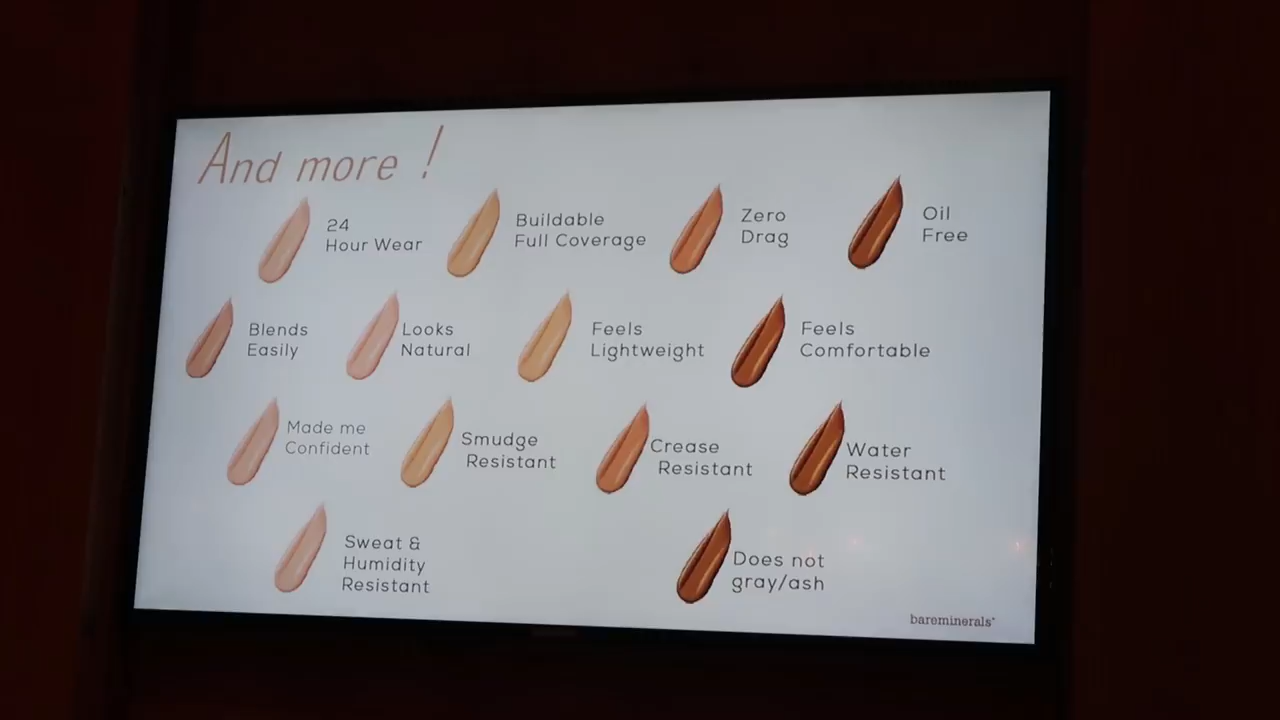 And more !
24
Hour Wear
Buildable
Full Coverage
Zero
Drag
Oil
Free
Blends
Easily
Looks
Natural
Feels
Lightweight
Feels
Comfortable
Made me
Confident
Smudge
Resistant
Crease
Resistant
Water
Resistant
Sweat &
Humidity
Resistant
Does not
gray/ash
bareminerals®